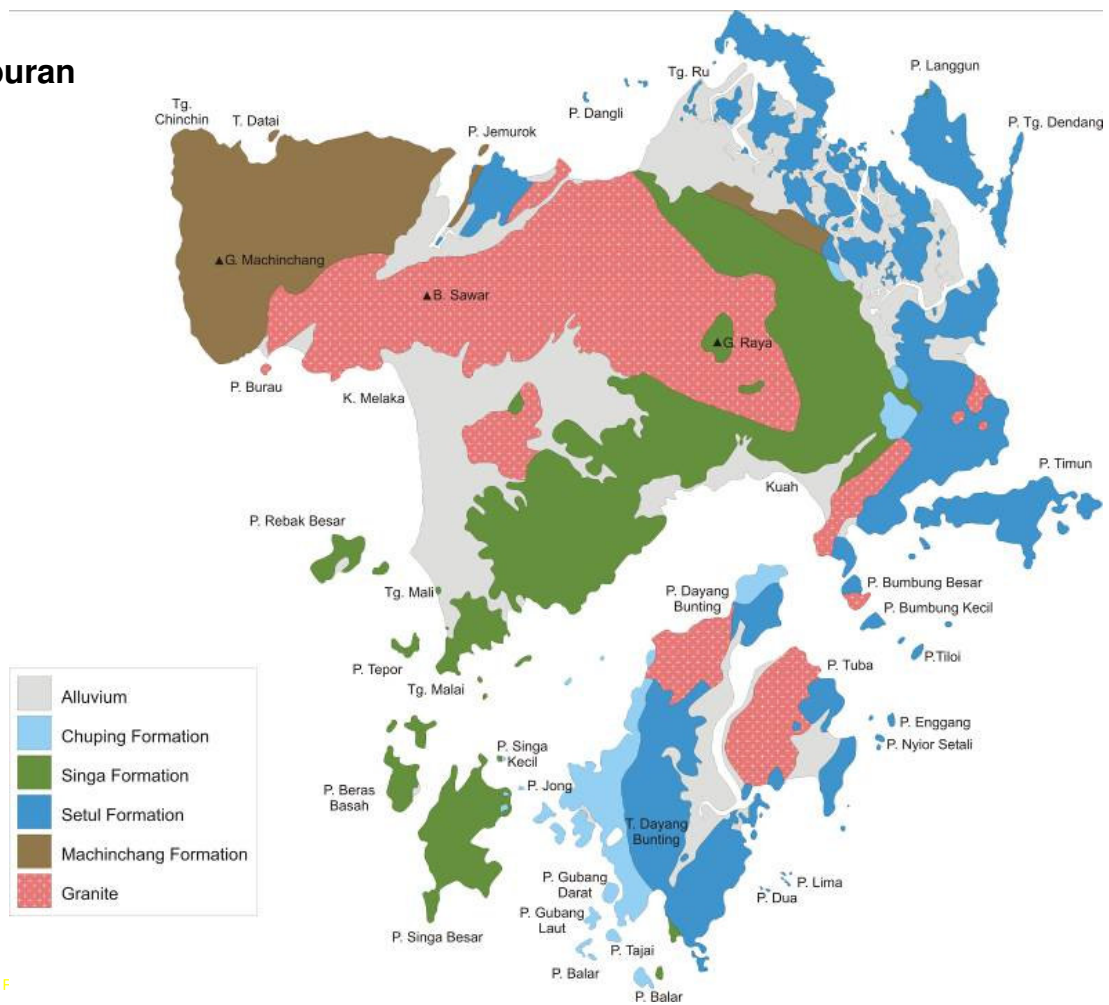 buran
P. Langgun
Tg. Ru
Tg.
Chinchin
T. Datai
P. Dangli
P. Jemurok
P. Tg. Dendang
▲G. Machinchang
▲B. Sawar
▲G. Raya
P. Burau
K. Melaka
P. Timun
Kuah
P. Rebak Besar
Tg. Mali
P. Dayang
Bunting
P. Bumbung Besar
P. Bumbung Kecil
P.Tiloi
P. Tepor
Tg. Malai
P. Tuba
Alluvium
Chuping Formation
Singa Formation
Setul Formation
Machinchang Formation
Granite
P. Enggang
P. Nyior Setali
P. Singa
Kecil
P. Jong
P. Beras
Basah
T. Dayang
Bunting
P. Gubang
Darat
P. Lima
P. Dua
P. Gubang
Laut
P. Singa Besar
P. Tajai
P. Balar
P. Balar
F